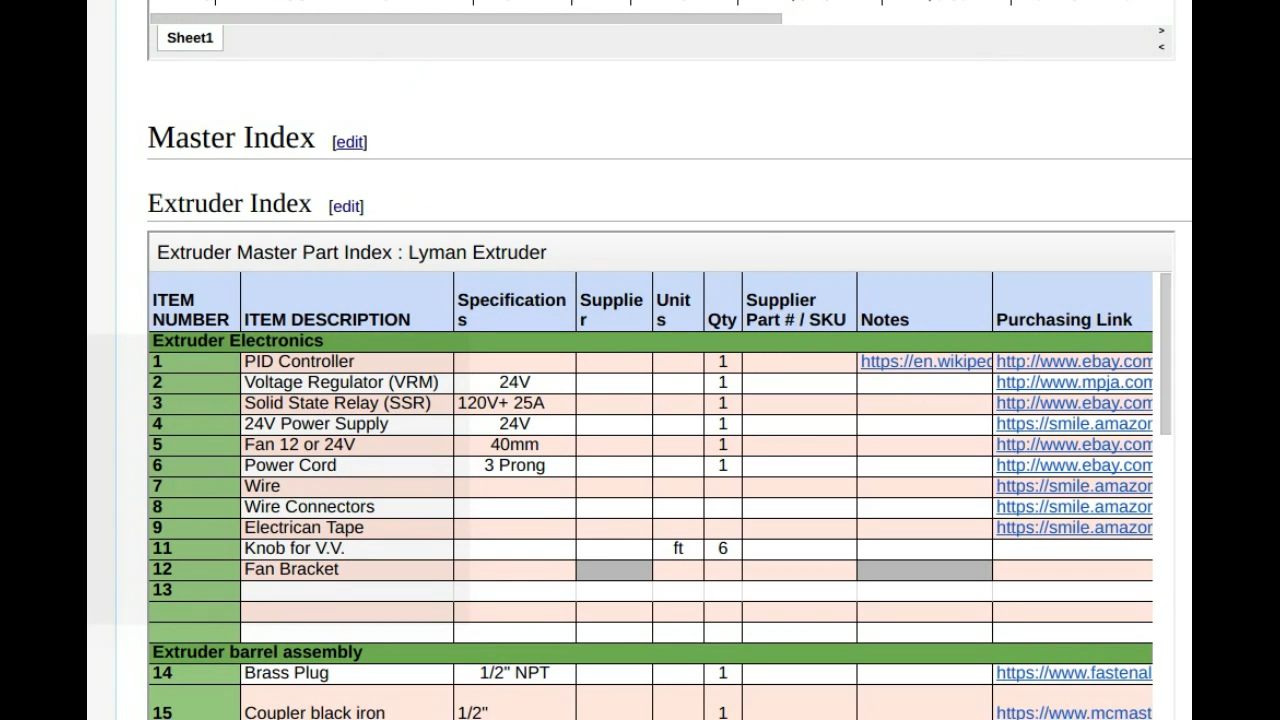 Sheet1
>
<
Master Index [edit]
Extruder Index [edit]
Extruder Master Part Index : Lyman Extruder
ITEM NUMBER ITEM DESCRIPTION Specifications Supplier Units Qty Supplier Part # / SKU Notes Purchasing Link
Extruder Electronics
1 PID Controller 1 https://en.wikiped http://www.ebay.com
2 Voltage Regulator (VRM) 24V 1 http://www.mpja.com
3 Solid State Relay (SSR) 120V+ 25A 1 http://www.ebay.com
4 24V Power Supply 24V 1 https://smile.amazon
5 Fan 12 or 24V 40mm 1 http://www.ebay.com
6 Power Cord 3 Prong 1 http://www.ebay.com
7 Wire https://smile.amazon
8 Wire Connectors https://smile.amazon
9 Electrican Tape https://smile.amazon
11 Knob for V.V. ft 6
12 Fan Bracket
13
Extruder barrel assembly
14 Brass Plug 1/2" NPT 1 https://www.fastenal
15 Coupler black iron 1/2" 1 https://www.mcmast